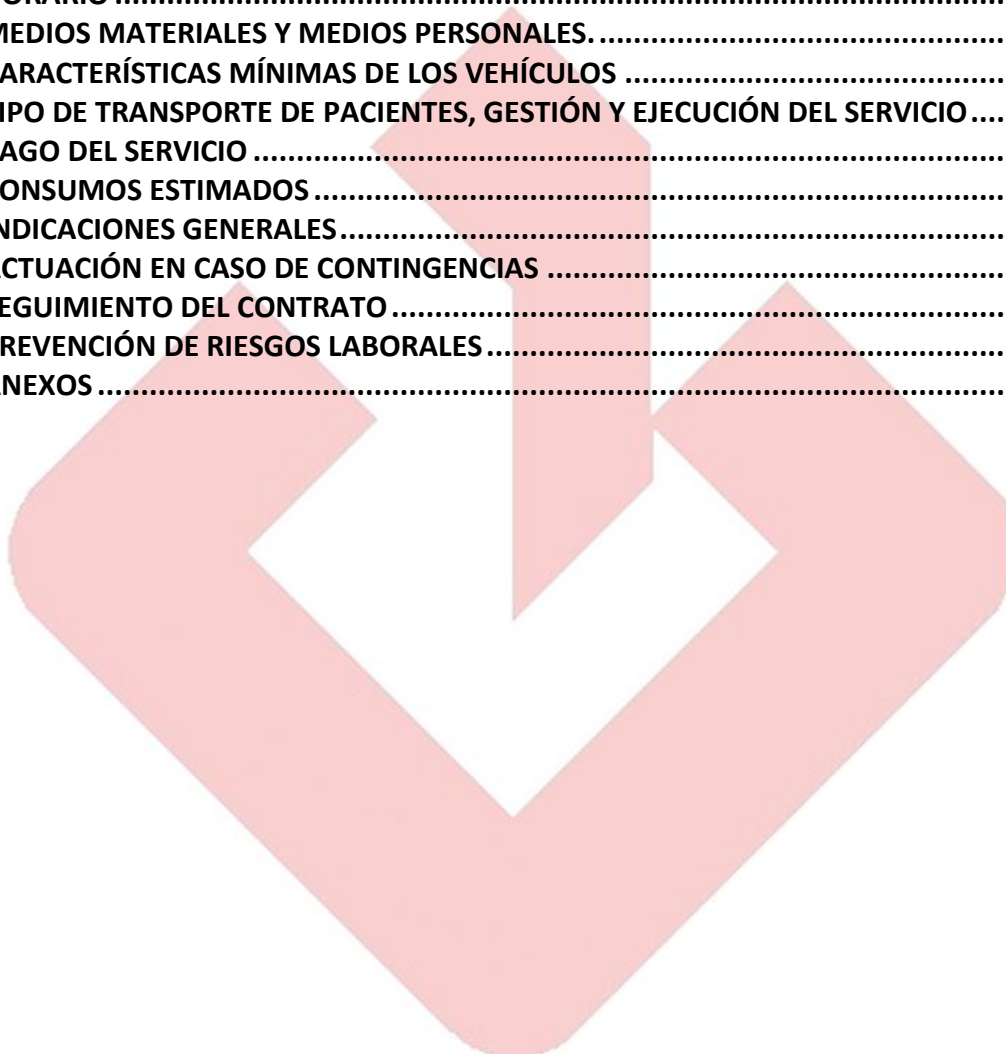 MEDIOS MATERIALES Y MEDIOS PERSONALES. ................................................
ARACTERÍSTICAS MÍNIMAS DE LOS VEHÍCULOS .............................................
IPO DE TRANSPORTE DE PACIENTES, GESTIÓN Y EJECUCIÓN DEL SERVICIO ....
AGO DEL SERVICIO ...............................................................................................
ONSUMOS ESTIMADOS ........................................................................................
NDICACIONES GENERALES ....................................................................................
CTUACIÓN EN CASO DE CONTINGENCIAS .........................................................
EGUIMIENTO DEL CONTRATO .............................................................................
REVENCIÓN DE RIESGOS LABORALES .................................................................
NEXOS ..................................................................................................................